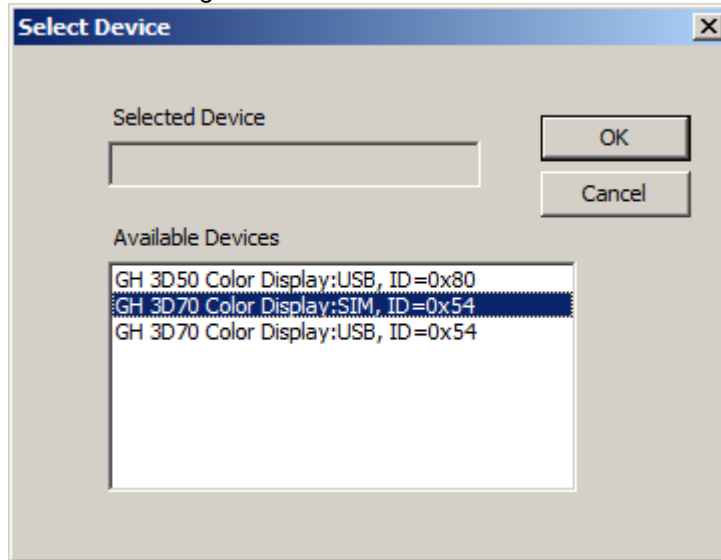 Select Device
Selected Device
OK
Cancel
Available Devices
GH 3D50 Color Display:USB, ID=0x80
GH 3D70 Color Display:SIM, ID=0x54
GH 3D70 Color Display:USB, ID=0x54